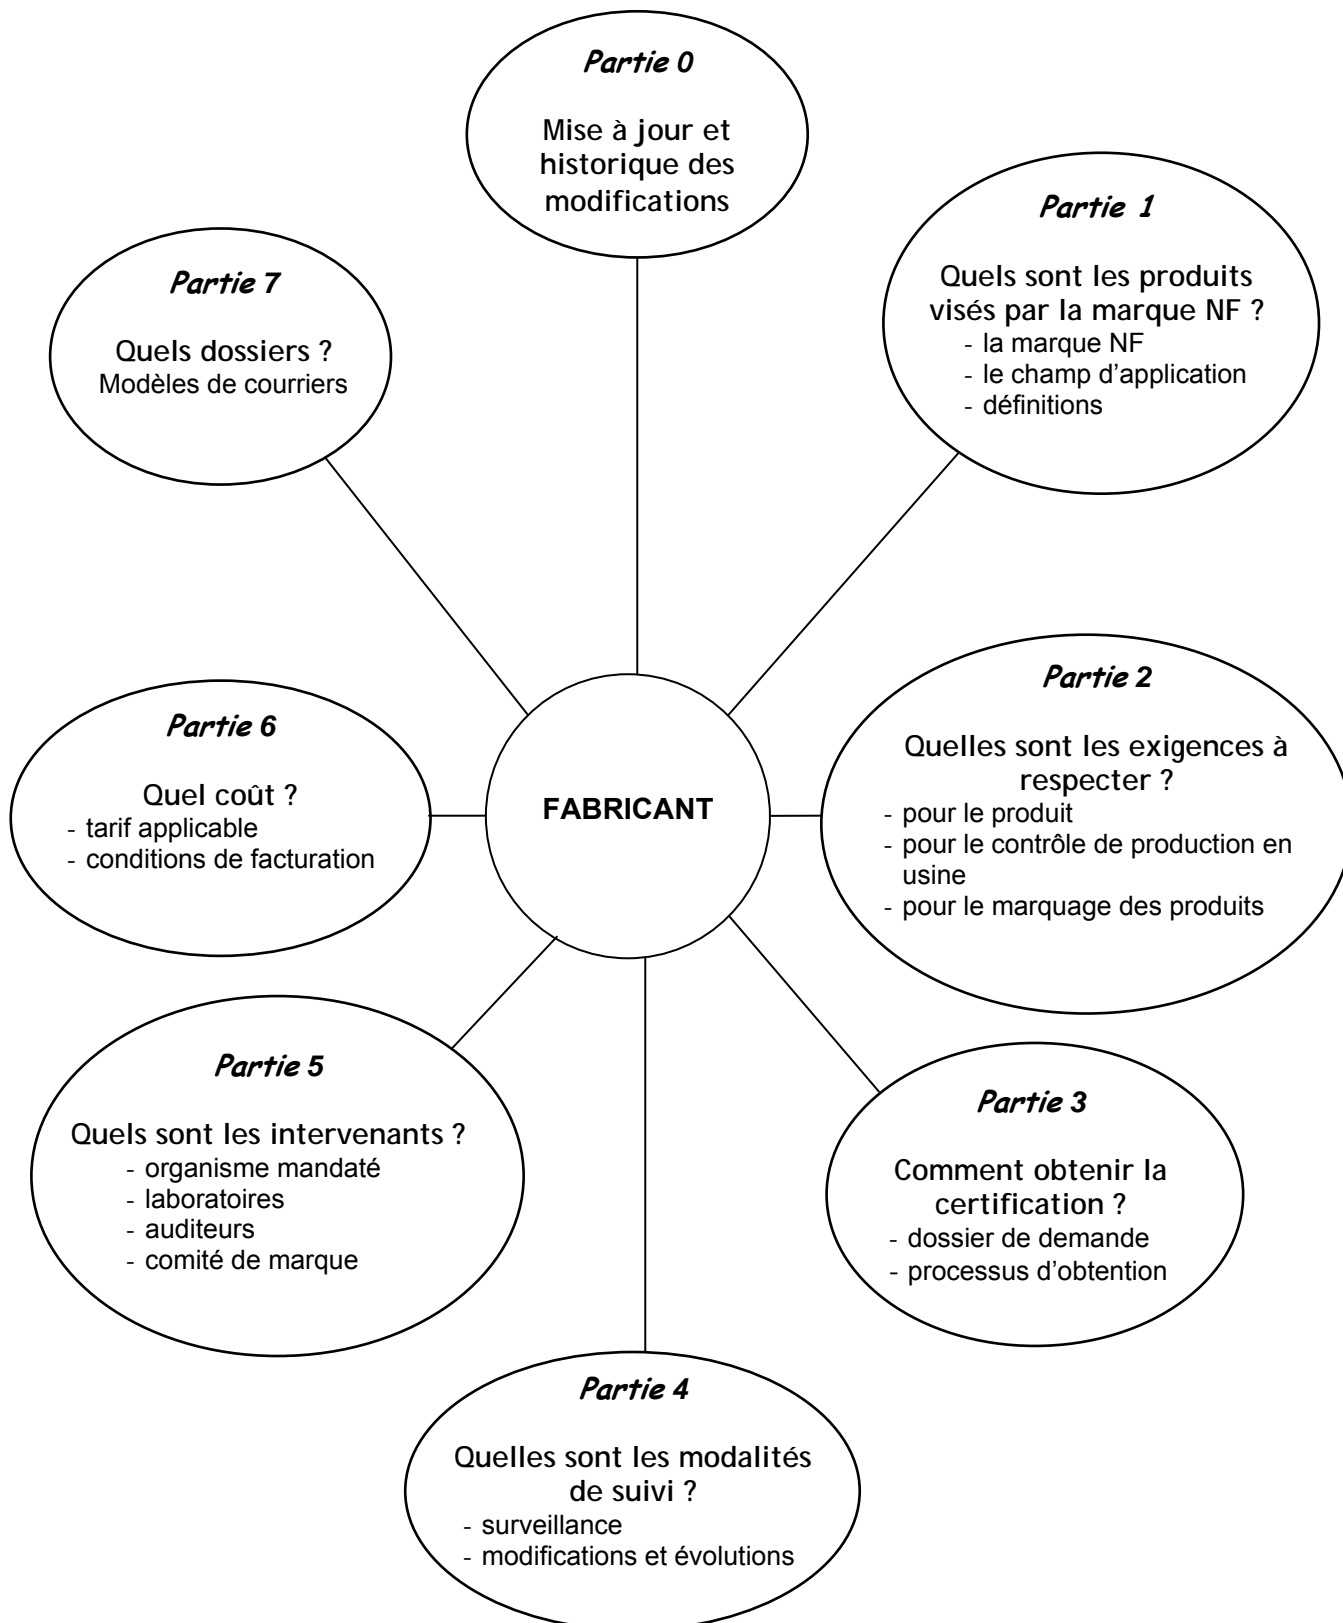 Partie 0
Mise à jour et
historique des
modifications
Partie 1
Quels sont les produits
visés par la marque NF ?
- la marque NF
- le champ d’application
- définitions
Partie 7
Quels dossiers ?
Modèles de courriers
Partie 2
Quelles sont les exigences à
respecter ?
- pour le produit
- pour le contrôle de production en
usine
- pour le marquage des produits
Partie 6
Quel coût ?
- tarif applicable
- conditions de facturation
FABRICANT
Partie 5
Quels sont les intervenants ?
- organisme mandaté
- laboratoires
- auditeurs
- comité de marque
Partie 3
Comment obtenir la
certification ?
- dossier de demande
- processus d’obtention
Partie 4
Quelles sont les modalités
de suivi ?
- surveillance
- modifications et évolutions